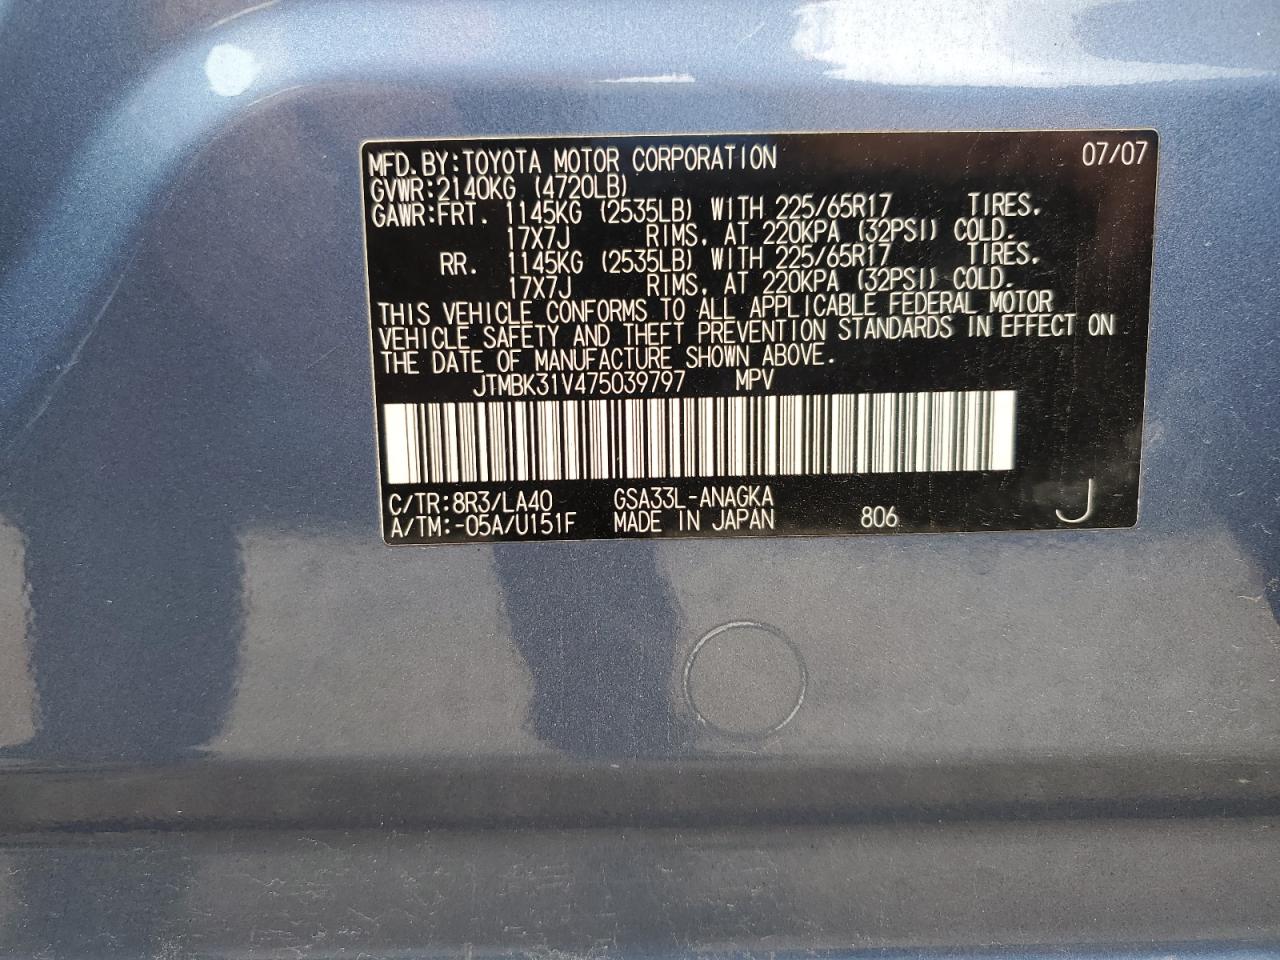 MFD.BY:TOYOTA MOTOR CORPORATION 07/07
GVWR:2140KG (4720LB)
GAWR:FRT. 1145KG (2535LB) WITH 225/65R17 TIRES.
17X7J RIMS, AT 220KPA (32PSI) COLD.
RR. 1145KG (2535LB) WITH 225/65R17 TIRES.
17X7J RIMS, AT 220KPA (32PSI) COLD.
THIS VEHICLE CONFORMS TO ALL APPLICABLE FEDERAL MOTOR
VEHICLE SAFETY AND THEFT PREVENTION STANDARDS IN EFFECT ON
THE DATE OF MANUFACTURE SHOWN ABOVE.
JTMBK31V475039797 MPV
C/TR:8R3/LA40 GSA33L-ANAGKA
A/TM:-05A/U151F MADE IN JAPAN 806 J